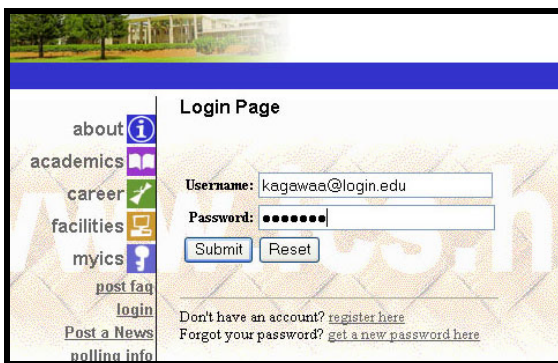 Login Page
about
academics
career
facilities
myics
post faq
login
Post a News
polling info
Username: kagawaa@login.edu
Password: •••••••
Submit Reset
Don't have an account? register here
Forgot your password? get a new password here